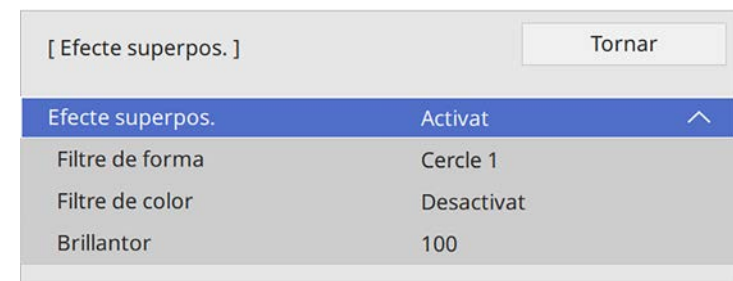 [ Efecte superpos. ] Tornar
Efecte superpos. Activat
Filtre de forma Cercle 1
Filtre de color Desactivat
Brillantor 100